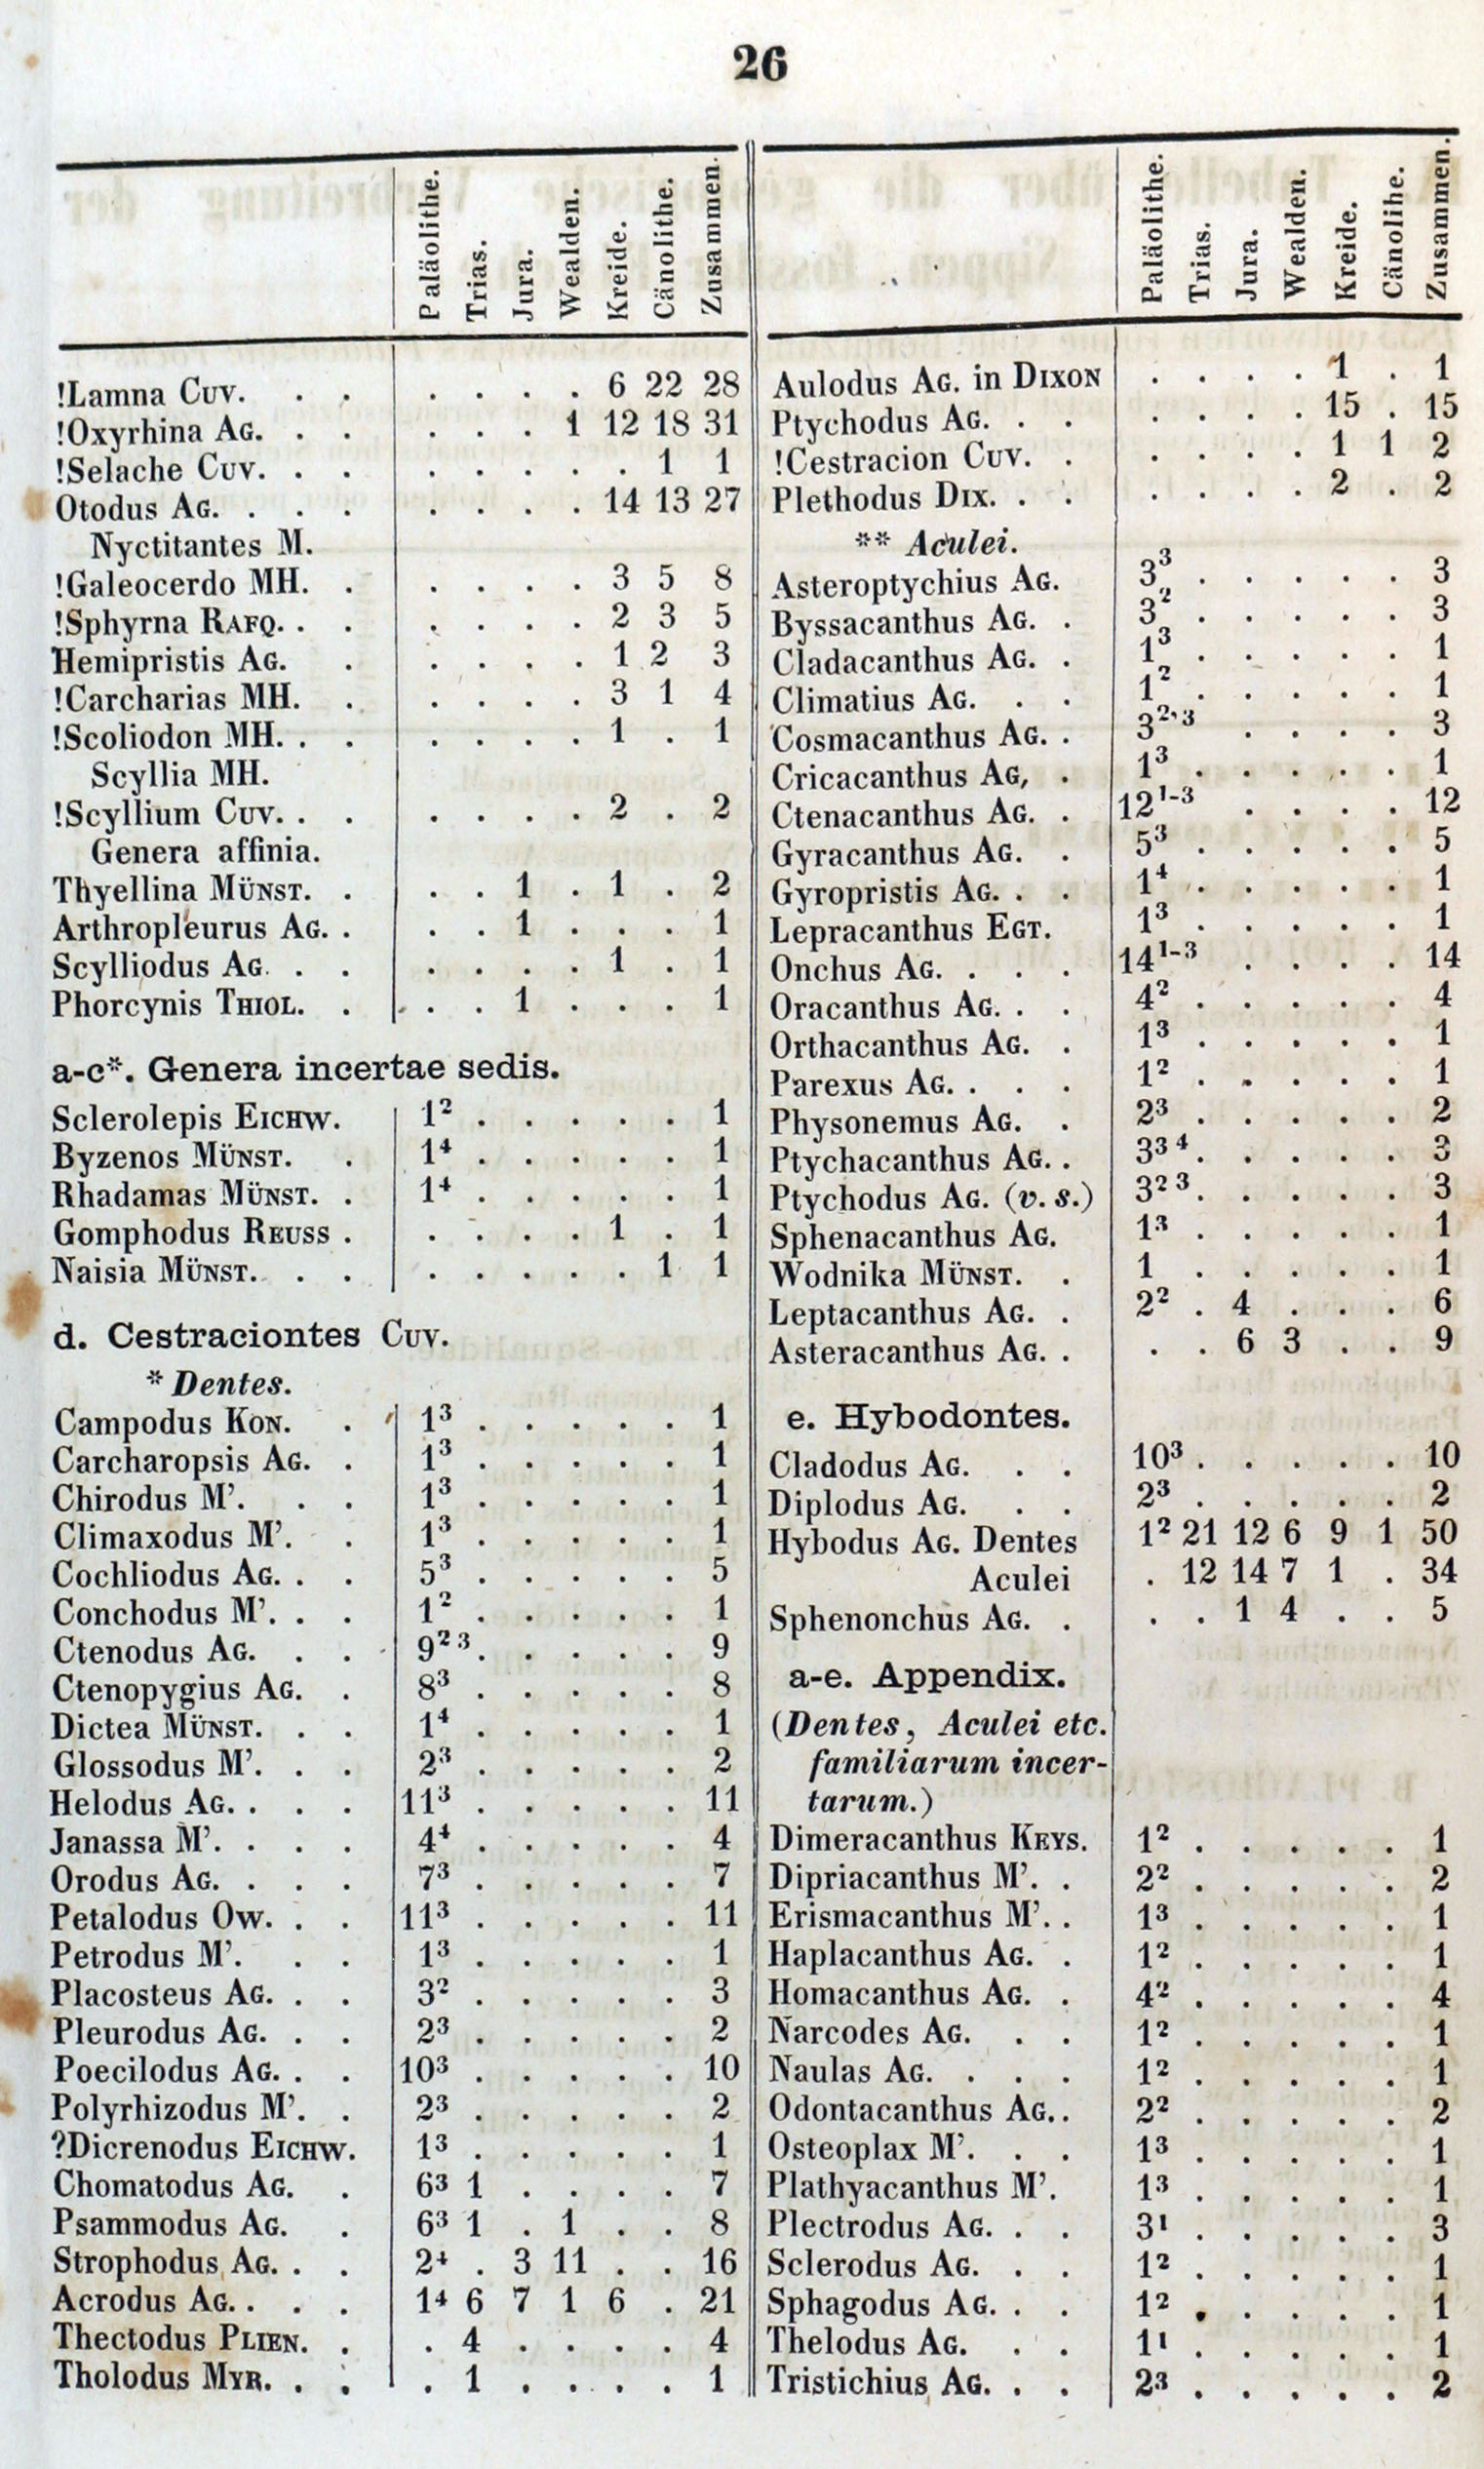 26
Paläolithe. Trias. Jura. Wealden. Kreide. Cänolithe. Zusammen.
!Lamna Cuv. . . . . . . . 6 22 28
!Oxyrhina Ag. . . . . . 1 12 18 31
!Selache Cuv. . . . . . . . 1 1
Otodus Ag. . . . . . . . 14 13 27
Nyctitantes M.
!Galeocerdo MH. . . . . . 3 5 8
!Sphyrna Rafq. . . . . . . 2 3 5
Hemipristis Ag. . . . . . 1 2 3
!Carcharias MH. . . . . . 3 1 4
!Scoliodon MH. . . . . . . 1 . 1
Scyllia MH.
!Scyllium Cuv. . . . . . . 2 . 2
Genera affinia.
Thyellina Münst. . . . 1 . 1 . 2
Arthropleurus Ag. . . . 1 . . . 1
Scylliodus Ag. . . . . . . 1 . 1
Phorcynis Thiol. . . . 1 . . . 1
a-c*. Genera incertae sedis.
Sclerolepis Eichw. 1² . . . . . 1
Byzenos Münst. . 1⁴ . . . . . 1
Rhadamas Münst. . 1⁴ . . . . . 1
Gomphodus Reuss . . . . . 1 . 1
Naisia Münst. . . . . . . . 1 1
d. Cestraciontes Cuv.
* Dentes.
Campodus Kon. . 1³ . . . . . 1
Carcharopsis Ag. . 1³ . . . . . 1
Chirodus M'. . . 1³ . . . . . 1
Climaxodus M'. . 1³ . . . . . 1
Cochliodus Ag. . . 5³ . . . . . 5
Conchodus M'. . . 1² . . . . . 1
Ctenodus Ag. . . 9² ³. . . . . 9
Ctenopygius Ag. . 8³ . . . . . 8
Dictea Münst. . . 1⁴ . . . . . 1
Glossodus M'. . . 2³ . . . . . 2
Helodus Ag. . . . 11³ . . . . . 11
Janassa M'. . . . 4⁴ . . . . . 4
Orodus Ag. . . . 7³ . . . . . 7
Petalodus Ow. . . 11³ . . . . . 11
Petrodus M'. . . 1³ . . . . . 1
Placosteus Ag. . . 3² . . . . . 3
Pleurodus Ag. . . 2³ . . . . . 2
Poecilodus Ag. . . 10³ . . . . . 10
Polyrhizodus M'. . 2³ . . . . . 2
?Dicrenodus Eichw. 1³ . . . . . 1
Chomatodus Ag. . 6³ 1 . . . . 7
Psammodus Ag. . 6³ 1 . 1 . . 8
Strophodus Ag. . . 2⁴ . 3 11 . . 16
Acrodus Ag. . . . 1⁴ 6 7 1 6 . 21
Thectodus Plien. . . 4 . . . . 4
Tholodus Myr. . . . 1 . . . . 1
Paläolithe. Trias. Jura. Wealden. Kreide. Cänolihe. Zusammen.
Aulodus Ag. in Dixon . . . . 1 . 1
Ptychodus Ag. . . . . . . 15 . 15
!Cestracion Cuv. . . . . . 1 1 2
Plethodus Dix. . . . . . . 2 . 2
** Aculei.
Asteroptychius Ag. 3³ . . . . . 3
Byssacanthus Ag. . 3² . . . . . 3
Cladacanthus Ag. . 1³ . . . . . 1
Climatius Ag. . . 1² . . . . . 1
Cosmacanthus Ag. . 3²,³ . . . . 3
Cricacanthus Ag, . 1³ . . . . . 1
Ctenacanthus Ag. . 12¹⁻³ . . . . 12
Gyracanthus Ag. . 5³ . . . . . 5
Gyropristis Ag. . . 1⁴ . . . . . 1
Lepracanthus Egt. 1³ . . . . . 1
Onchus Ag. . . . 14¹⁻³ . . . . 14
Oracanthus Ag. . . 4² . . . . . 4
Orthacanthus Ag. . 1³ . . . . . 1
Parexus Ag. . . . 1² . . . . . 1
Physonemus Ag. . 2³ . . . . . 2
Ptychacanthus Ag. . 3³ ⁴. . . . . 3
Ptychodus Ag. (v. s.) 3² ³. . . . . 3
Sphenacanthus Ag. 1³ . . . . . 1
Wodnika Münst. . 1 . . . . . 1
Leptacanthus Ag. . 2² . 4 . . . 6
Asteracanthus Ag. . . . 6 3 . . 9
e. Hybodontes.
Cladodus Ag. . . 10³ . . . . . 10
Diplodus Ag. . . 2³ . . . . . 2
Hybodus Ag. Dentes 1² 21 12 6 9 1 50
Aculei . 12 14 7 1 . 34
Sphenonchus Ag. . . . 1 4 . . 5
a-e. Appendix.
(Dentes, Aculei etc.
familiarum incer-
tarum.)
Dimeracanthus Keys. 1² . . . . . 1
Dipriacanthus M'. . 2² . . . . . 2
Erismacanthus M'. . 1³ . . . . . 1
Haplacanthus Ag. . 1² . . . . . 1
Homacanthus Ag. . 4² . . . . . 4
Narcodes Ag. . . 1² . . . . . 1
Naulas Ag. . . . 1² . . . . . 1
Odontacanthus Ag. . 2² . . . . . 2
Osteoplax M'. . . 1³ . . . . . 1
Plathyacanthus M'. 1³ . . . . . 1
Plectrodus Ag. . . 3¹ . . . . . 3
Sclerodus Ag. . . 1² . . . . . 1
Sphagodus Ag. . . 1² . . . . . 1
Thelodus Ag. . . 1¹ . . . . . 1
Tristichius Ag. . . 2³ . . . . . 2